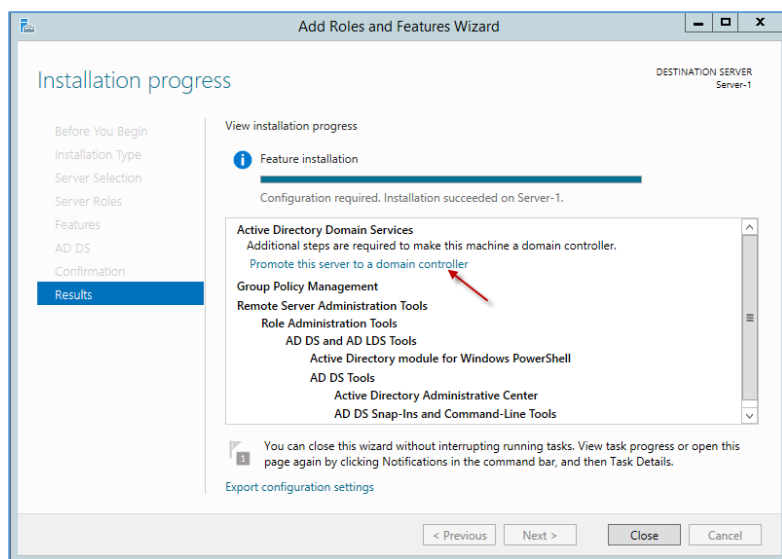 Add Roles and Features Wizard
Installation progress
DESTINATION SERVER
Server-1
Before You Begin
Installation Type
Server Selection
Server Roles
Features
AD DS
Confirmation
Results
View installation progress
Feature installation
Configuration required. Installation succeeded on Server-1.
Active Directory Domain Services
Additional steps are required to make this machine a domain controller.
Promote this server to a domain controller
Group Policy Management
Remote Server Administration Tools
Role Administration Tools
AD DS and AD LDS Tools
Active Directory module for Windows PowerShell
AD DS Tools
Active Directory Administrative Center
AD DS Snap-Ins and Command-Line Tools
1
You can close this wizard without interrupting running tasks. View task progress or open this
page again by clicking Notifications in the command bar, and then Task Details.
Export configuration settings
< Previous
Next >
Close
Cancel